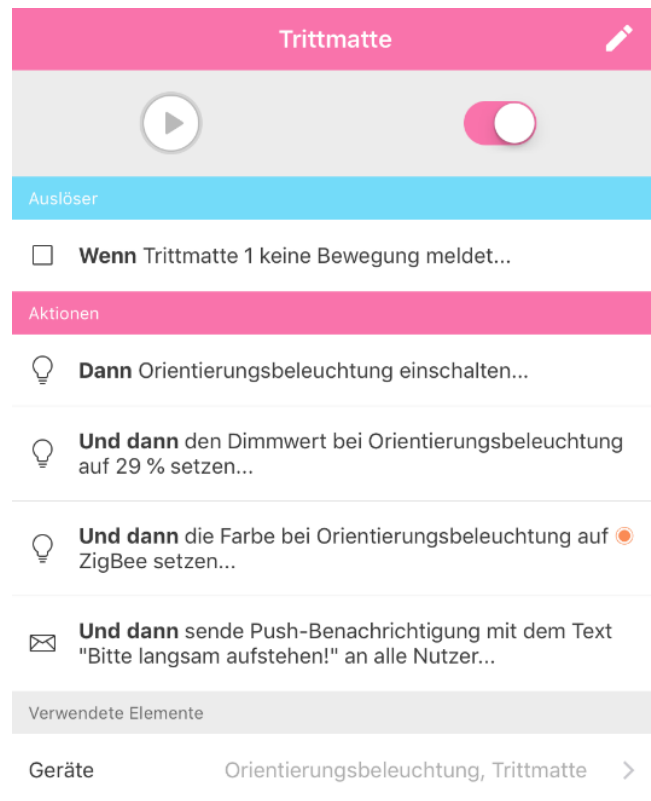 Trittmatte
Auslöser
Wenn Trittmatte 1 keine Bewegung meldet...
Aktionen
Dann Orientierungsbeleuchtung einschalten...
Und dann den Dimmwert bei Orientierungsbeleuchtung
auf 29 % setzen...
Und dann die Farbe bei Orientierungsbeleuchtung auf
ZigBee setzen...
Und dann sende Push-Benachrichtigung mit dem Text
"Bitte langsam aufstehen!" an alle Nutzer...
Verwendete Elemente
Geräte Orientierungsbeleuchtung, Trittmatte